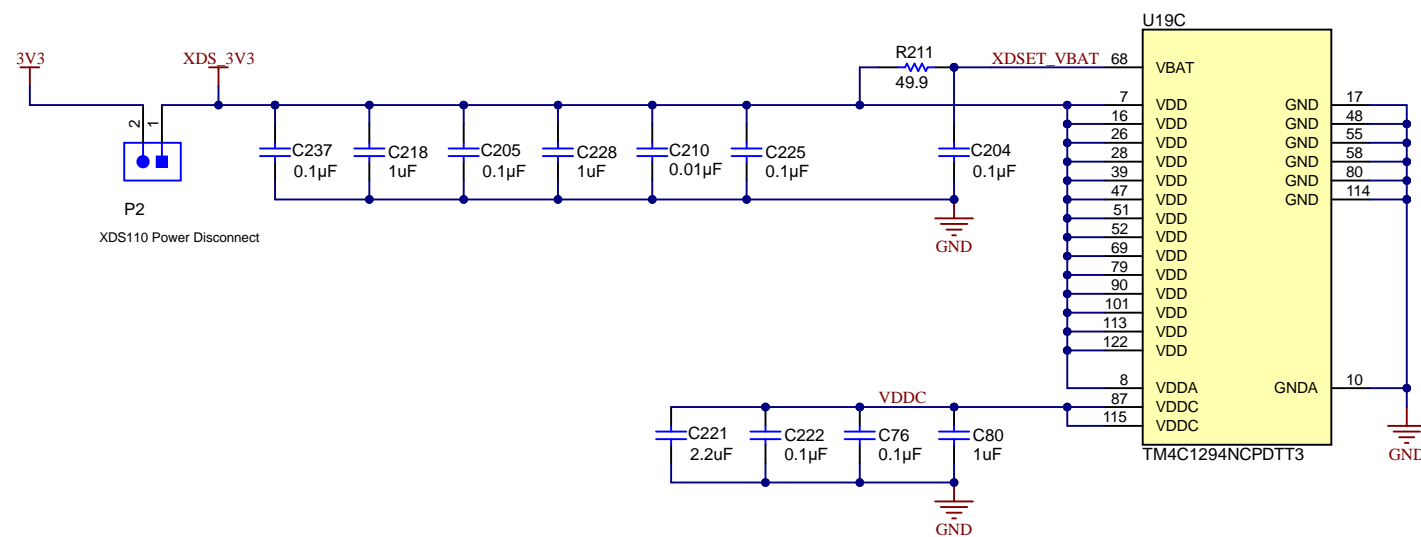 U19C
3V3
XDS_3V3
R211
49.9
XDSET_VBAT
68
VBAT
2
1
P2
XDS110 Power Disconnect
C237
0.1µF
C218
1uF
C205
0.1µF
C228
1uF
C210
0.01µF
C225
0.1µF
C204
0.1µF
GND
7 VDD GND 17
16 VDD GND 48
26 VDD GND 55
28 VDD GND 58
39 VDD GND 80
47 VDD GND 114
51 VDD
52 VDD
69 VDD
79 VDD
90 VDD
101 VDD
113 VDD
122 VDD
8 VDDA GNDA 10
VDDC
87 VDDC
115 VDDC
C221
2.2uF
C222
0.1µF
C76
0.1µF
C80
1uF
GND
TM4C1294NCPDTT3
GND